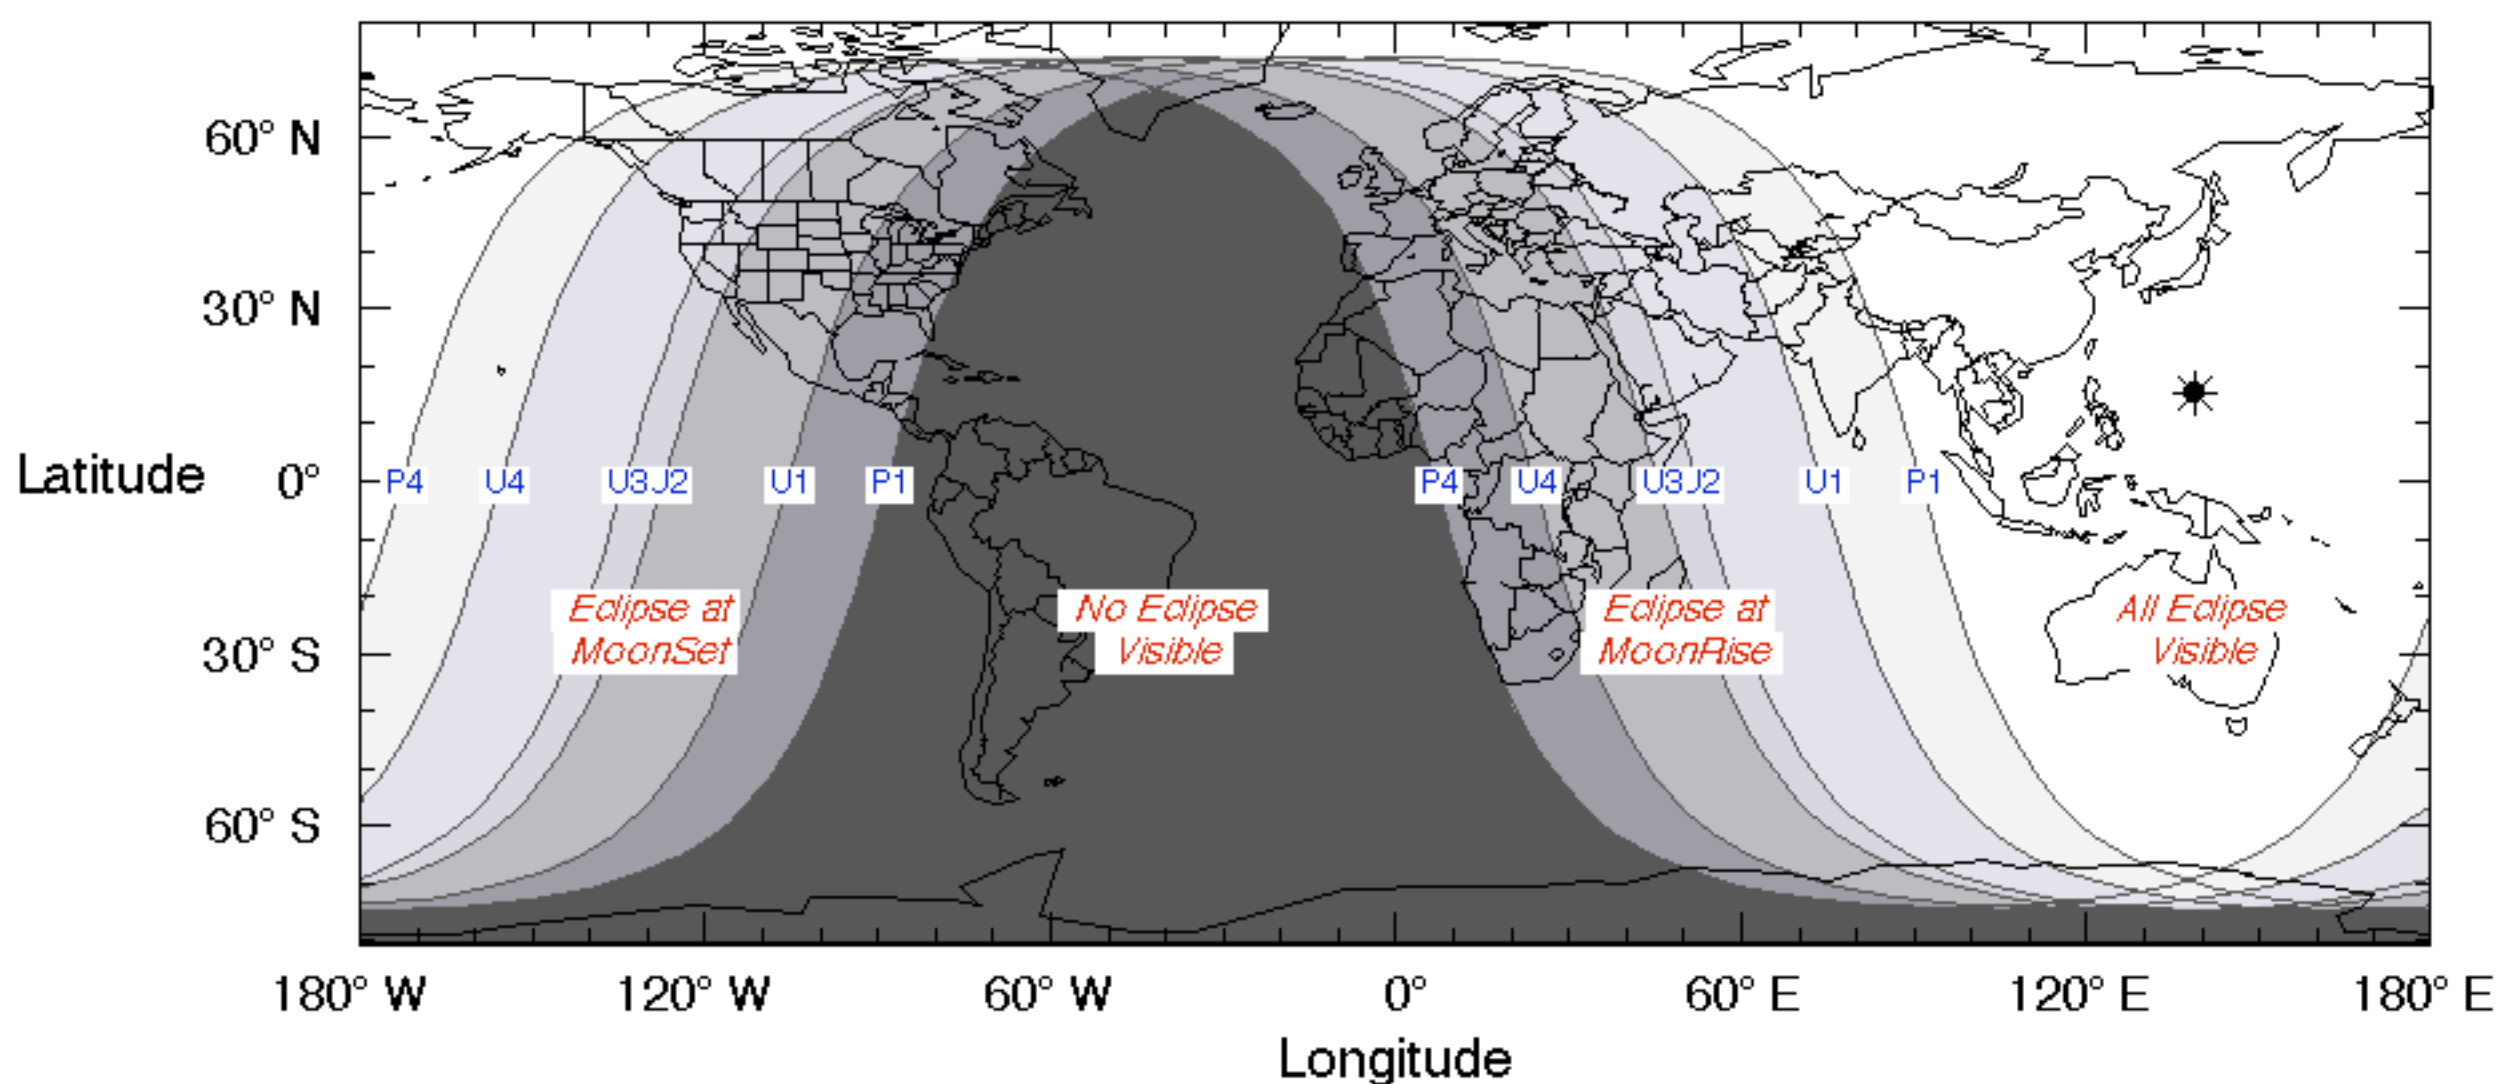 60° N
30° N
Latitude 0°
P4 U4 U3 U2 U1 P1 P4 U4 U3 U2 U1 P1
Eclipse at
MoonSet
No Eclipse
Visible
Eclipse at
MoonRise
All Eclipse
Visible
30° S
60° S
180° W 120° W 60° W 0° 60° E 120° E 180° E
Longitude